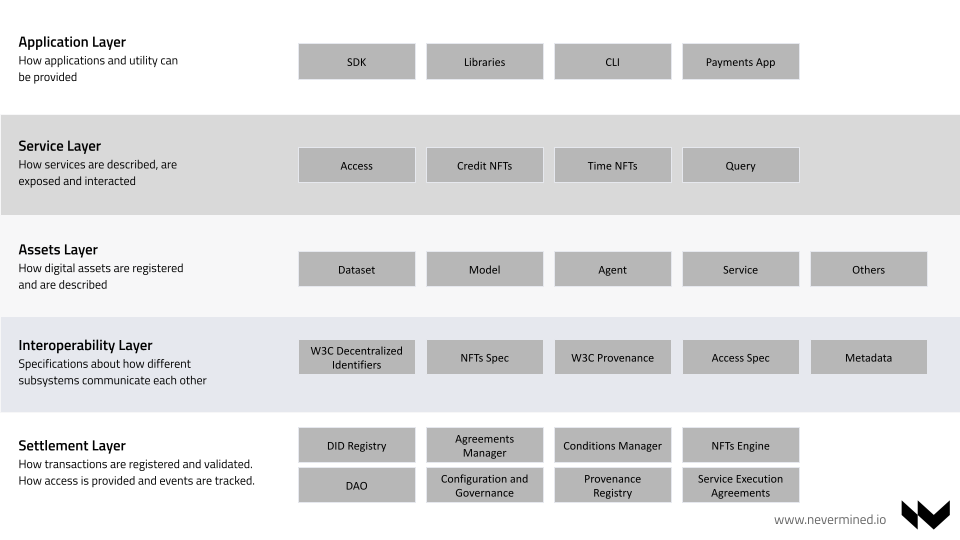 Application Layer
How applications and utility can
be provided
SDK
Libraries
CLI
Payments App
Service Layer
How services are described, are
exposed and interacted
Access
Credit NFTs
Time NFTs
Query
Assets Layer
How digital assets are registered
and are described
Dataset
Model
Agent
Service
Others
Interoperability Layer
Specifications about how different
subsystems communicate each other
W3C Decentralized
Identifiers
NFTs Spec
W3C Provenance
Access Spec
Metadata
Settlement Layer
How transactions are registered and validated.
How access is provided and events are tracked.
DID Registry
Agreements
Manager
Conditions Manager
NFTs Engine
DAO
Configuration and
Governance
Provenance
Registry
Service Execution
Agreements
www.nevermined.io